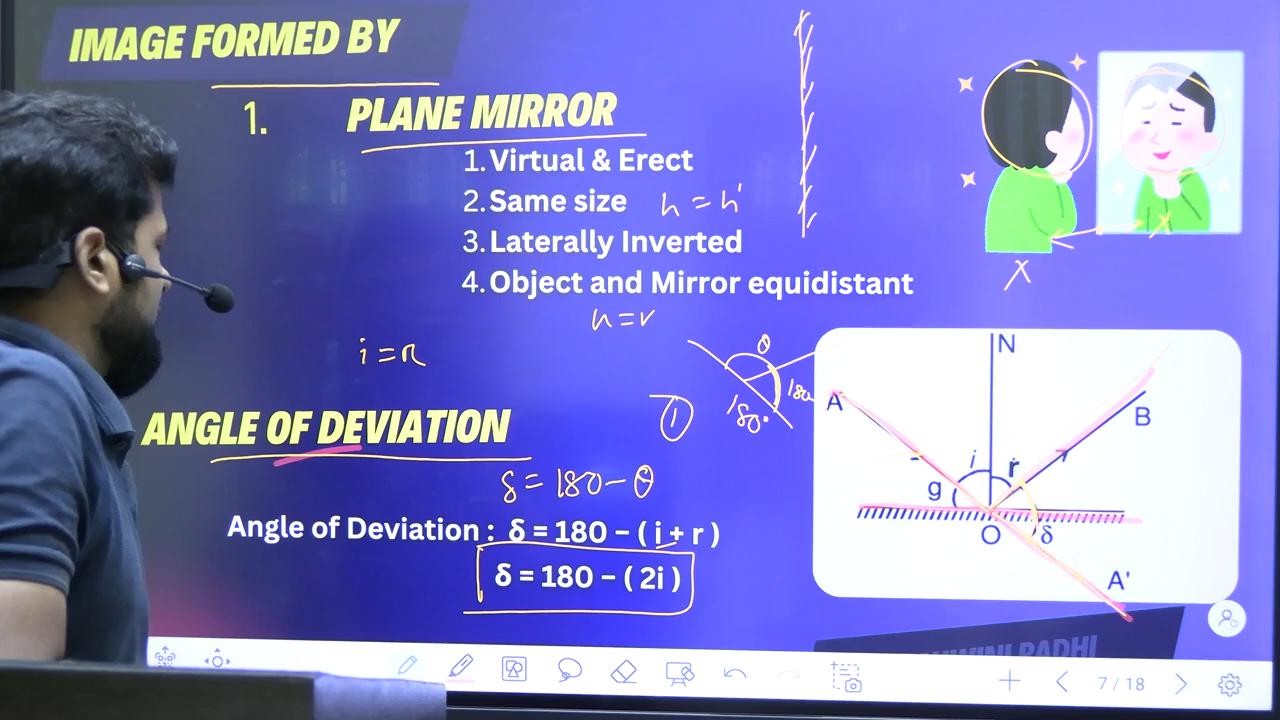 IMAGE FORMED BY
1. PLANE MIRROR
1. Virtual & Erect
2. Same size h = h'
3. Laterally Inverted
4. Object and Mirror equidistant
u = v
i = r
X
θ
180
180°
1
ANGLE OF DEVIATION
δ = 180 - θ
Angle of Deviation : δ = 180 - ( i + r )
δ = 180 - ( 2i )
N
A
B
i
r
g
O
δ
A'
7 / 18